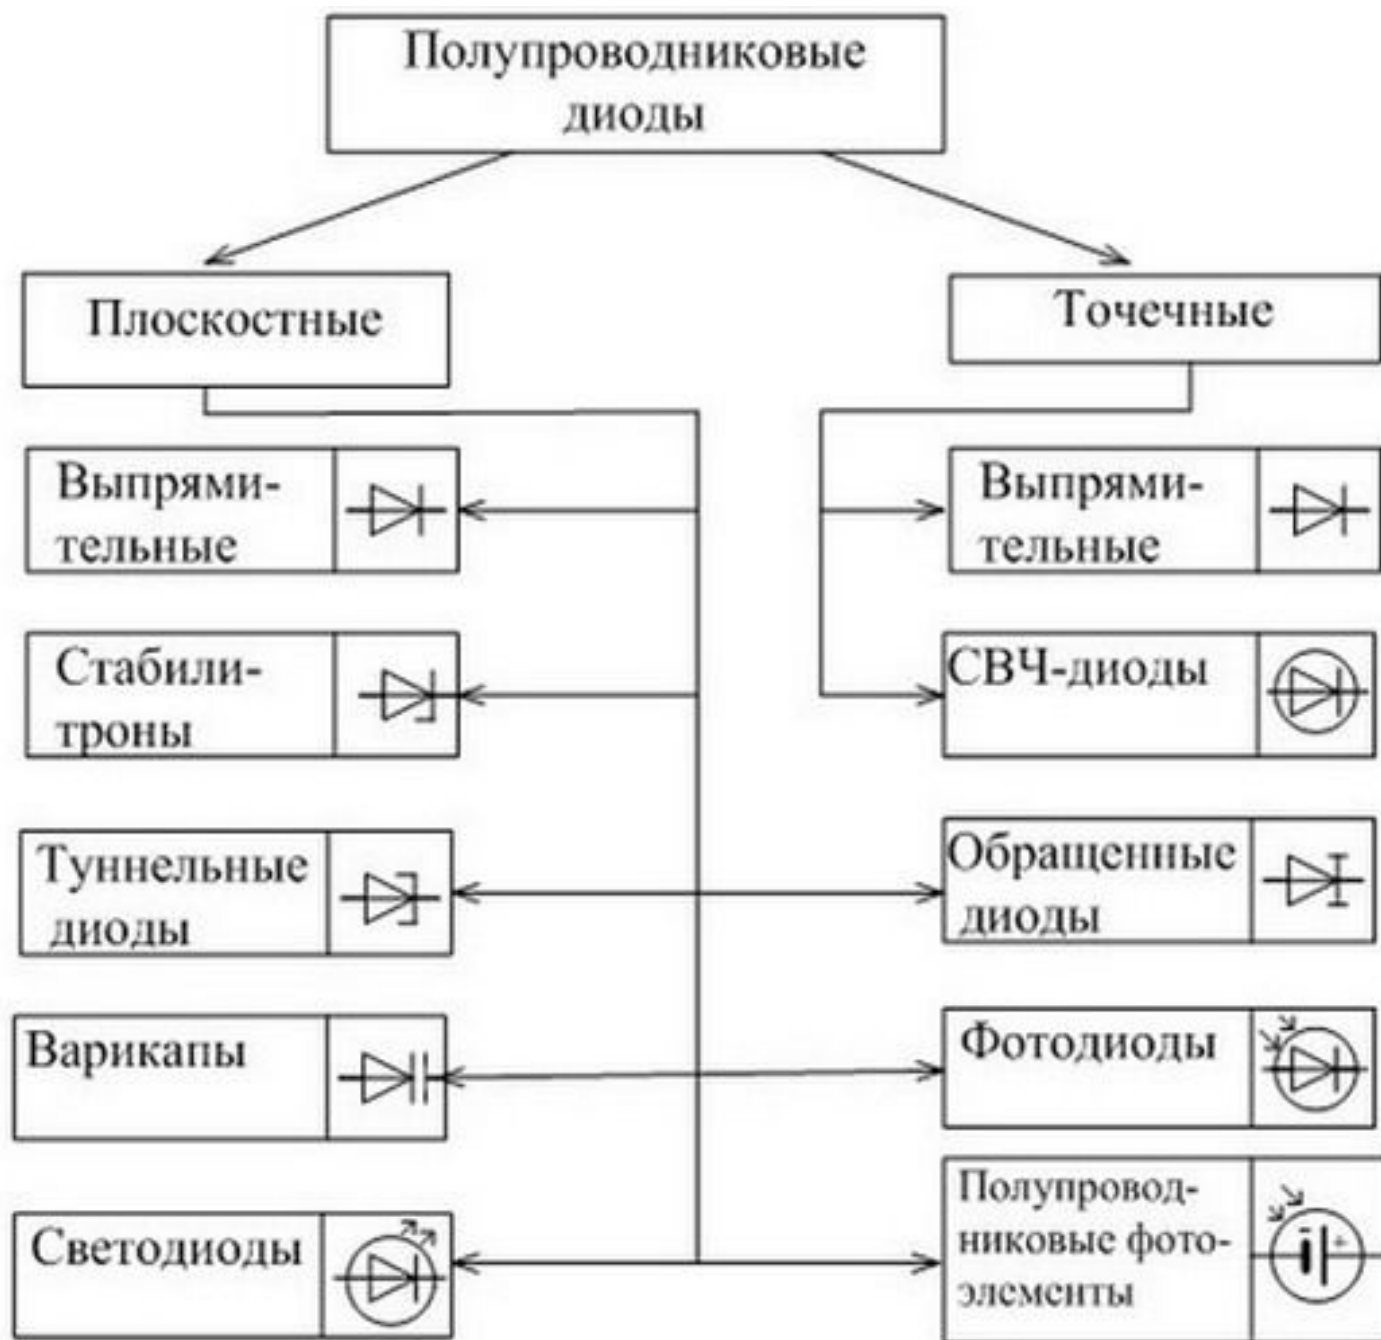 Полупроводниковые
диоды
Плоскостные
Точечные
Выпрями-
тельные
Выпрями-
тельные
Стабили-
троны
СВЧ-диоды
Туннельные
диоды
Обращенные
диоды
Варикапы
Фотодиоды
Светодиоды
Полупровод-
никовые фото-
элементы
- +